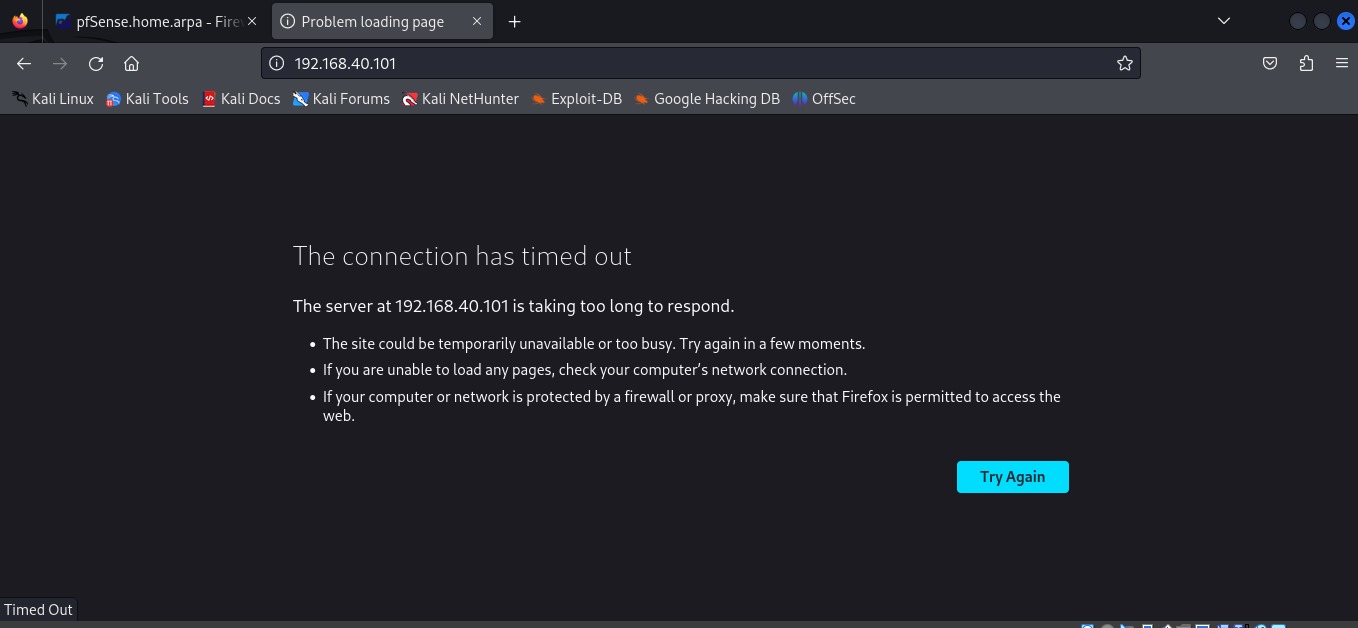 pfSense.home.arpa - Fire
Problem loading page
192.168.40.101
Kali Linux Kali Tools Kali Docs Kali Forums Kali NetHunter Exploit-DB Google Hacking DB OffSec
The connection has timed out
The server at 192.168.40.101 is taking too long to respond.
• The site could be temporarily unavailable or too busy. Try again in a few moments.
• If you are unable to load any pages, check your computer’s network connection.
• If your computer or network is protected by a firewall or proxy, make sure that Firefox is permitted to access the
web.
Try Again
Timed Out